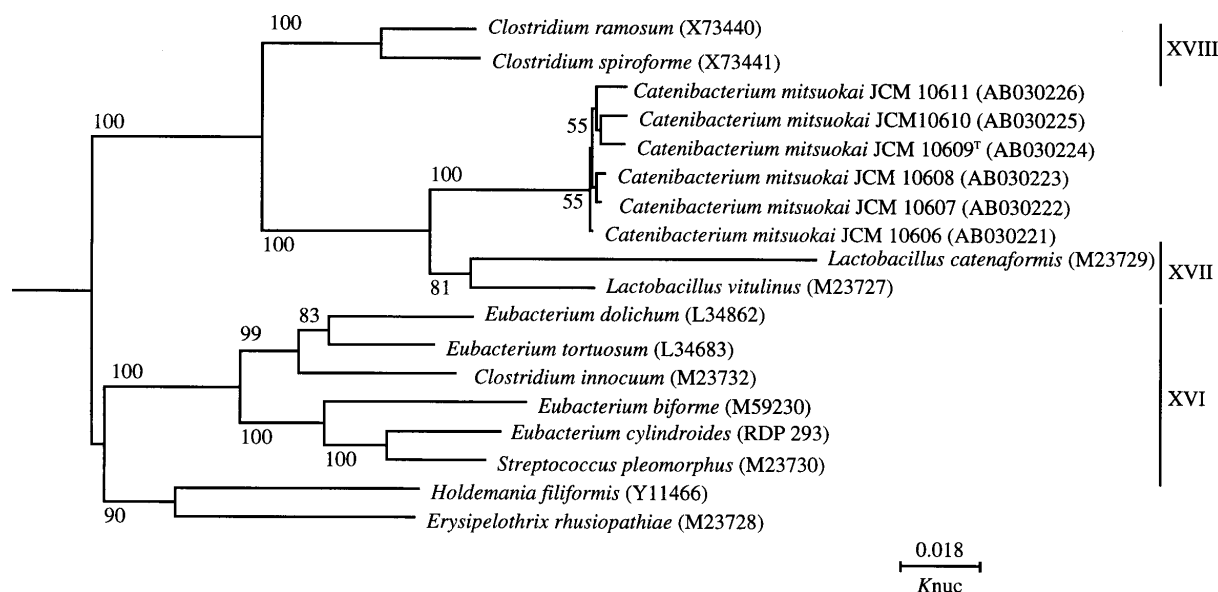 100
Clostridium ramosum (X73440)
Clostridium spiroforme (X73441)
XVIII
Catenibacterium mitsuokai JCM 10611 (AB030226)
100
55
Catenibacterium mitsuokai JCM10610 (AB030225)
Catenibacterium mitsuokai JCM 10609ᵀ (AB030224)
100
Catenibacterium mitsuokai JCM 10608 (AB030223)
55
Catenibacterium mitsuokai JCM 10607 (AB030222)
100
Catenibacterium mitsuokai JCM 10606 (AB030221)
Lactobacillus catenaformis (M23729)
XVII
81
Lactobacillus vitulinus (M23727)
83
Eubacterium dolichum (L34862)
99
Eubacterium tortuosum (L34683)
100
Clostridium innocuum (M23732)
XVI
Eubacterium biforme (M59230)
100
Eubacterium cylindroides (RDP 293)
100
Streptococcus pleomorphus (M23730)
Holdemania filiformis (Y11466)
90
Erysipelothrix rhusiopathiae (M23728)
0.018
Knuc